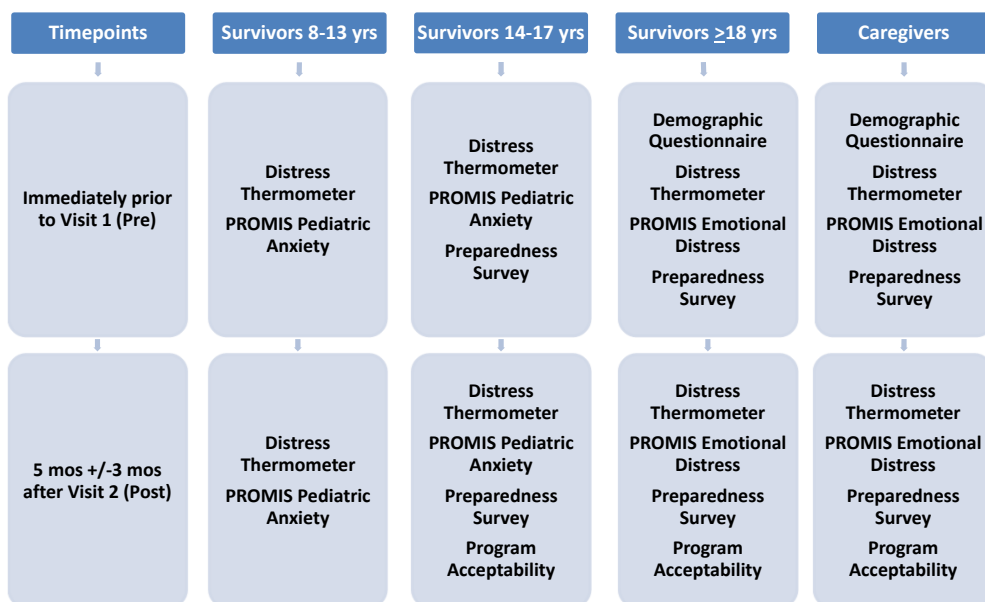 Timepoints
Survivors 8-13 yrs
Survivors 14-17 yrs
Survivors ≥18 yrs
Caregivers
Immediately prior
to Visit 1 (Pre)
Distress
Thermometer
PROMIS Pediatric
Anxiety
Distress
Thermometer
PROMIS Pediatric
Anxiety
Preparedness
Survey
Demographic
Questionnaire
Distress
Thermometer
PROMIS Emotional
Distress
Preparedness
Survey
Demographic
Questionnaire
Distress
Thermometer
PROMIS Emotional
Distress
Preparedness
Survey
5 mos +/-3 mos
after Visit 2 (Post)
Distress
Thermometer
PROMIS Pediatric
Anxiety
Distress
Thermometer
PROMIS Pediatric
Anxiety
Preparedness
Survey
Program
Acceptability
Distress
Thermometer
PROMIS Emotional
Distress
Preparedness
Survey
Program
Acceptability
Distress
Thermometer
PROMIS Emotional
Distress
Preparedness
Survey
Program
Acceptability